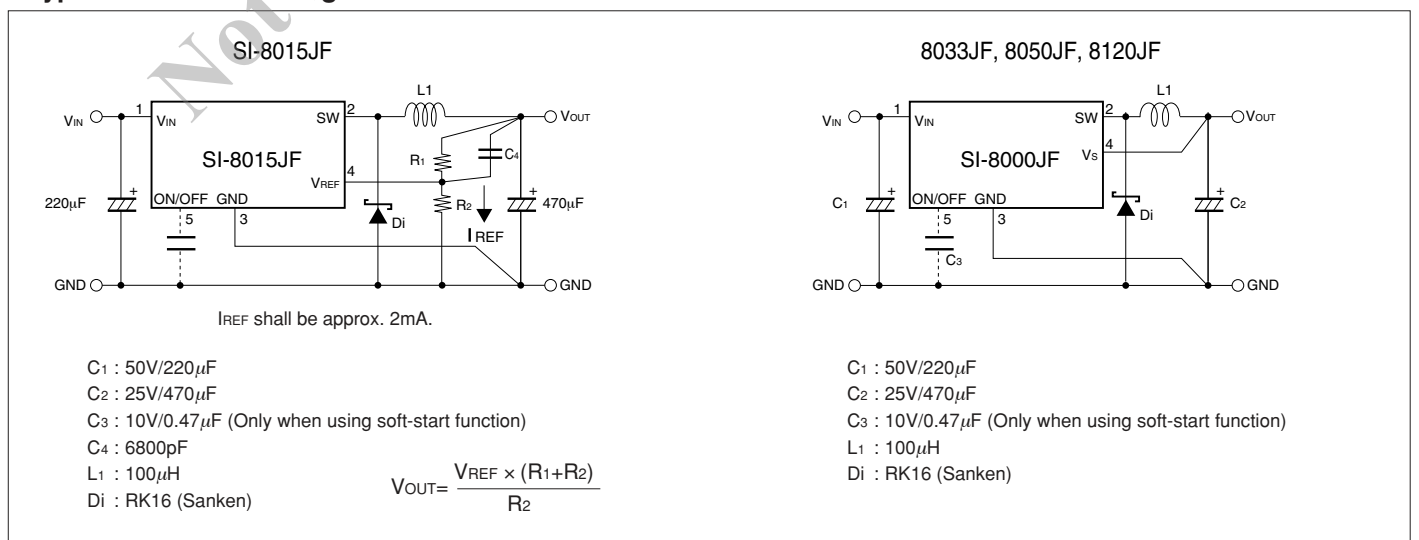 SI-8015JF
VIN
1
VIN
SW
2
L1
VOUT
SI-8015JF
VREF
4
R1
C4
R2
IREF
220µF
+
ON/OFF
GND
5
3
Di
+
470µF
GND
GND
IREF shall be approx. 2mA.
C1 : 50V/220µF
C2 : 25V/470µF
C3 : 10V/0.47µF (Only when using soft-start function)
C4 : 6800pF
L1 : 100µH
Di : RK16 (Sanken)
VOUT= VREF × (R1+R2)
R2
8033JF, 8050JF, 8120JF
VIN
1
VIN
SW
2
L1
VOUT
SI-8000JF
VS
4
C1
+
ON/OFF
GND
5
3
C3
Di
+
C2
GND
GND
C1 : 50V/220µF
C2 : 25V/470µF
C3 : 10V/0.47µF (Only when using soft-start function)
L1 : 100µH
Di : RK16 (Sanken)